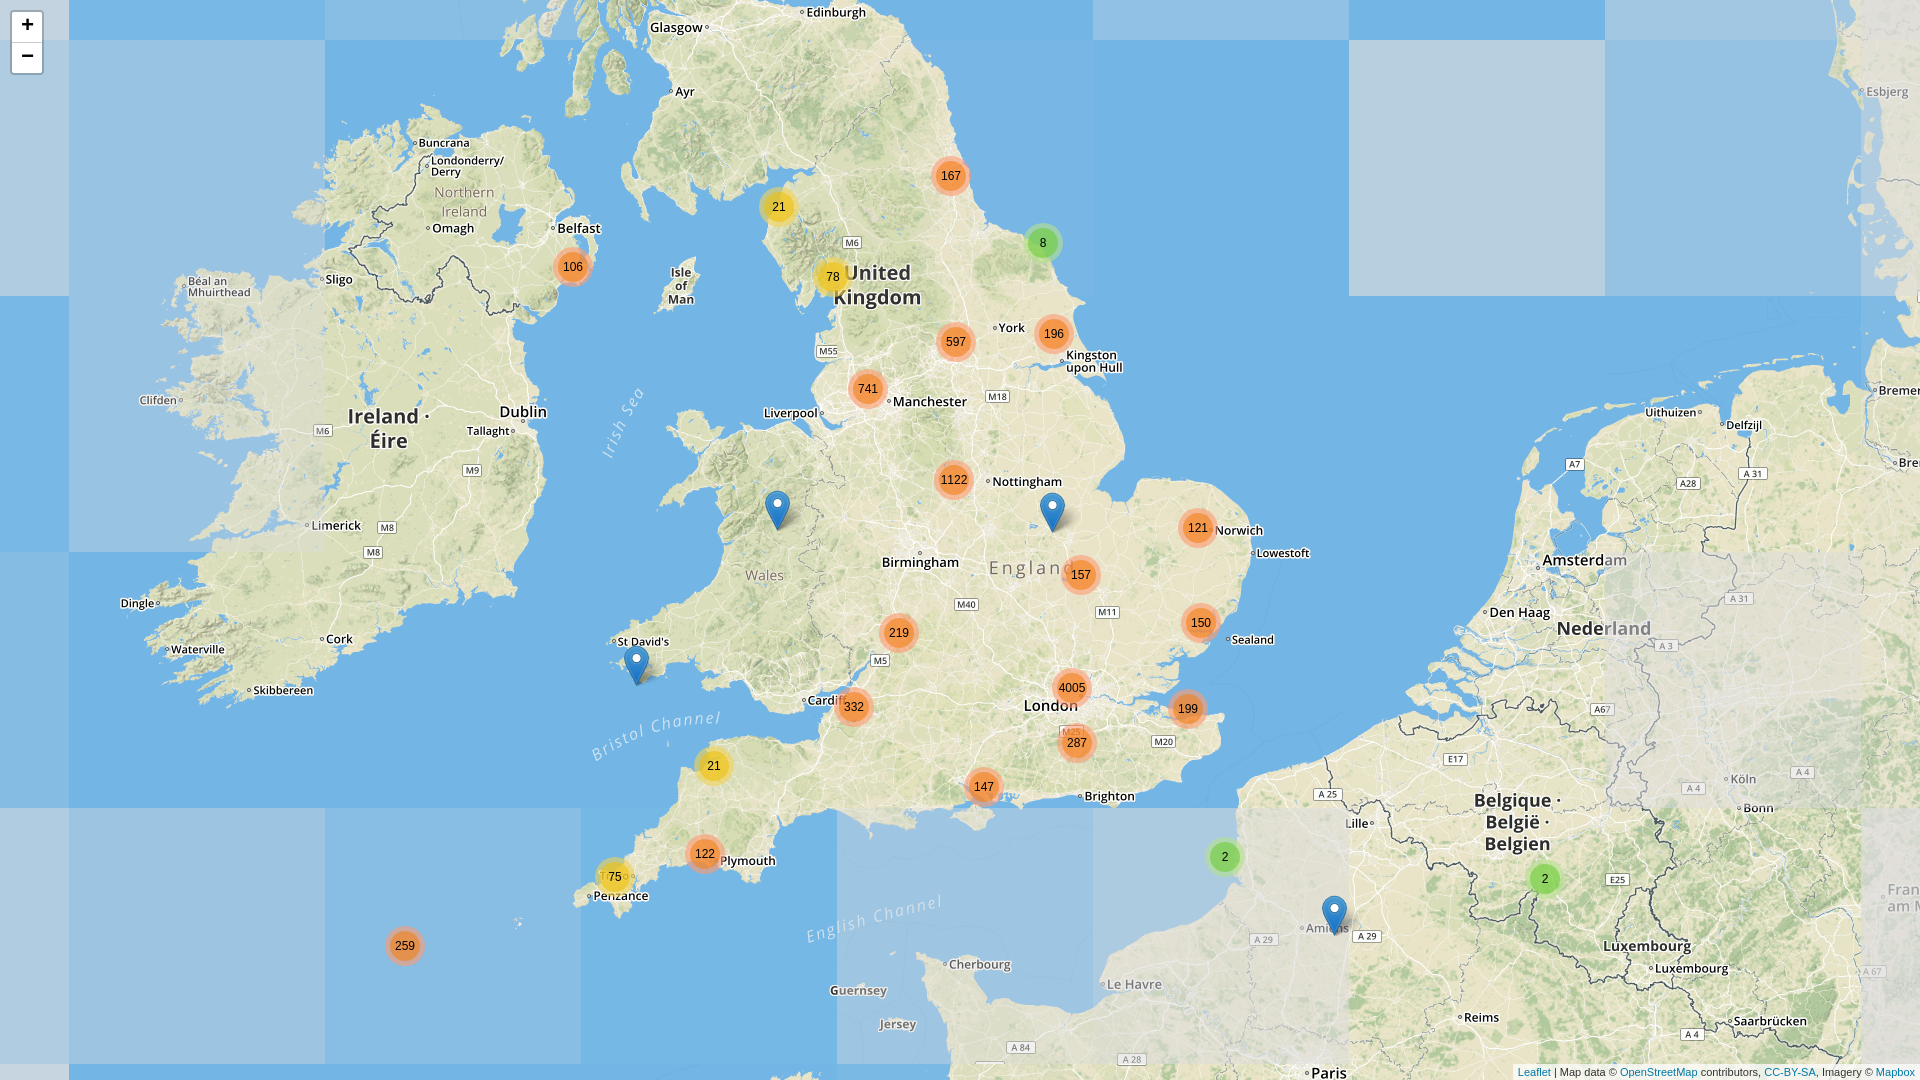 +
−
Edinburgh
Glasgow
Ayr
Esbjerg
Buncrana
Londonderry/
Derry
Northern
Ireland
Omagh
Belfast
106
Sligo
Béal an
Mhuirthead
Isle
of
Man
167
21
8
M6
78
United
Kingdom
York
196
597
M55
Kingston
upon Hull
741
Manchester
M18
Liverpool
Clifden
Ireland ·
Éire
M6
Dublin
Tallaght
M9
Irish Sea
Limerick
M8
M8
1122
Nottingham
121
Norwich
Lowestoft
Birmingham
England
157
Wales
M40
M11
150
Sealand
219
M5
Dingle
Cork
Waterville
Skibbereen
St David's
Cardiff
332
4005
London
M25
287
199
M20
Bristol Channel
21
147
Brighton
122
Plymouth
75
Penzance
259
English Channel
Cherbourg
Guernsey
Jersey
Le Havre
A 84
A 28
A 29
Amiens
A 29
2
2
Uithuizen
Delfzijl
A7
A 31
A28
Amsterdam
Den Haag
Nederland
A 31
A 3
A67
E17
A 25
Lille
Belgique ·
België ·
Belgien
E25
Köln
A 4
A 4
Bonn
Luxembourg
Luxembourg
A 67
Reims
Saarbrücken
A 4
Paris
Fran
am M
Bremer
Bre
Leaflet | Map data © OpenStreetMap contributors, CC-BY-SA, Imagery © Mapbox